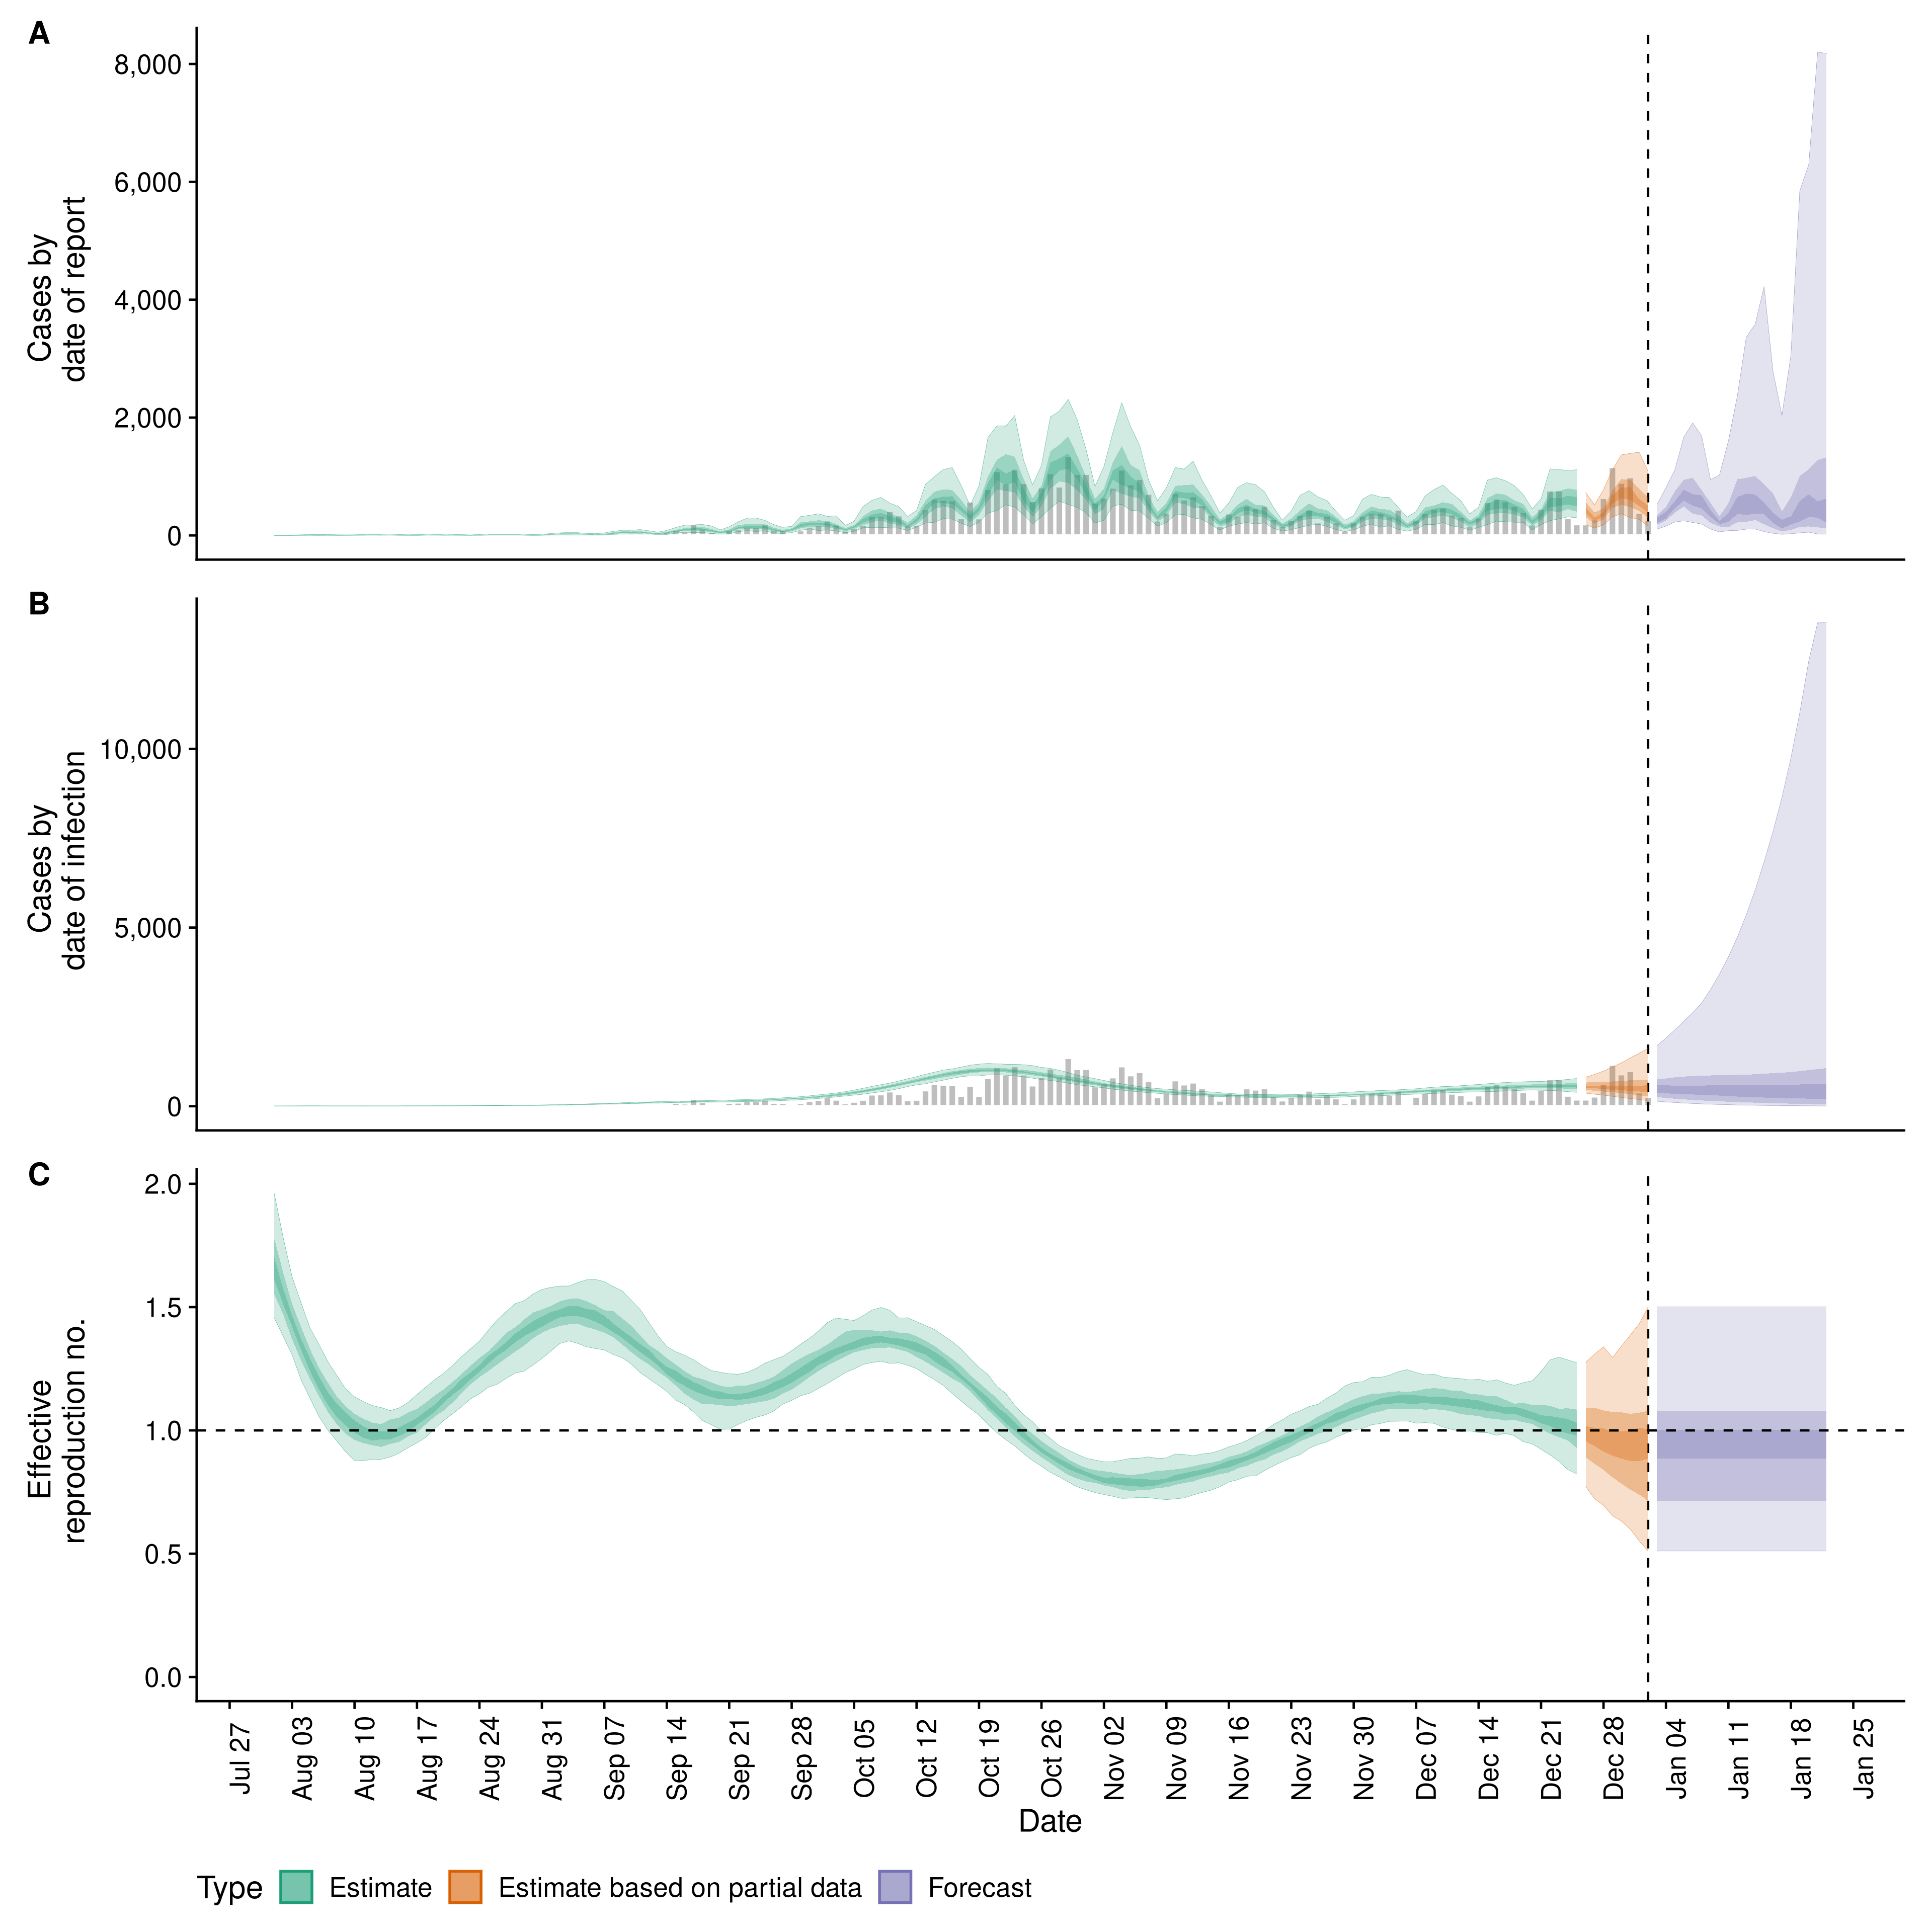 A
8,000
6,000
4,000
2,000
0
Cases by
date of report
B
10,000
5,000
0
Cases by
date of infection
C
2.0
1.5
1.0
0.5
0.0
Effective
reproduction no.
Jul 27
Aug 03
Aug 10
Aug 17
Aug 24
Aug 31
Sep 07
Sep 14
Sep 21
Sep 28
Oct 05
Oct 12
Oct 19
Oct 26
Nov 02
Nov 09
Nov 16
Nov 23
Nov 30
Dec 07
Dec 14
Dec 21
Dec 28
Jan 04
Jan 11
Jan 18
Jan 25
Date
Type Estimate Estimate based on partial data Forecast